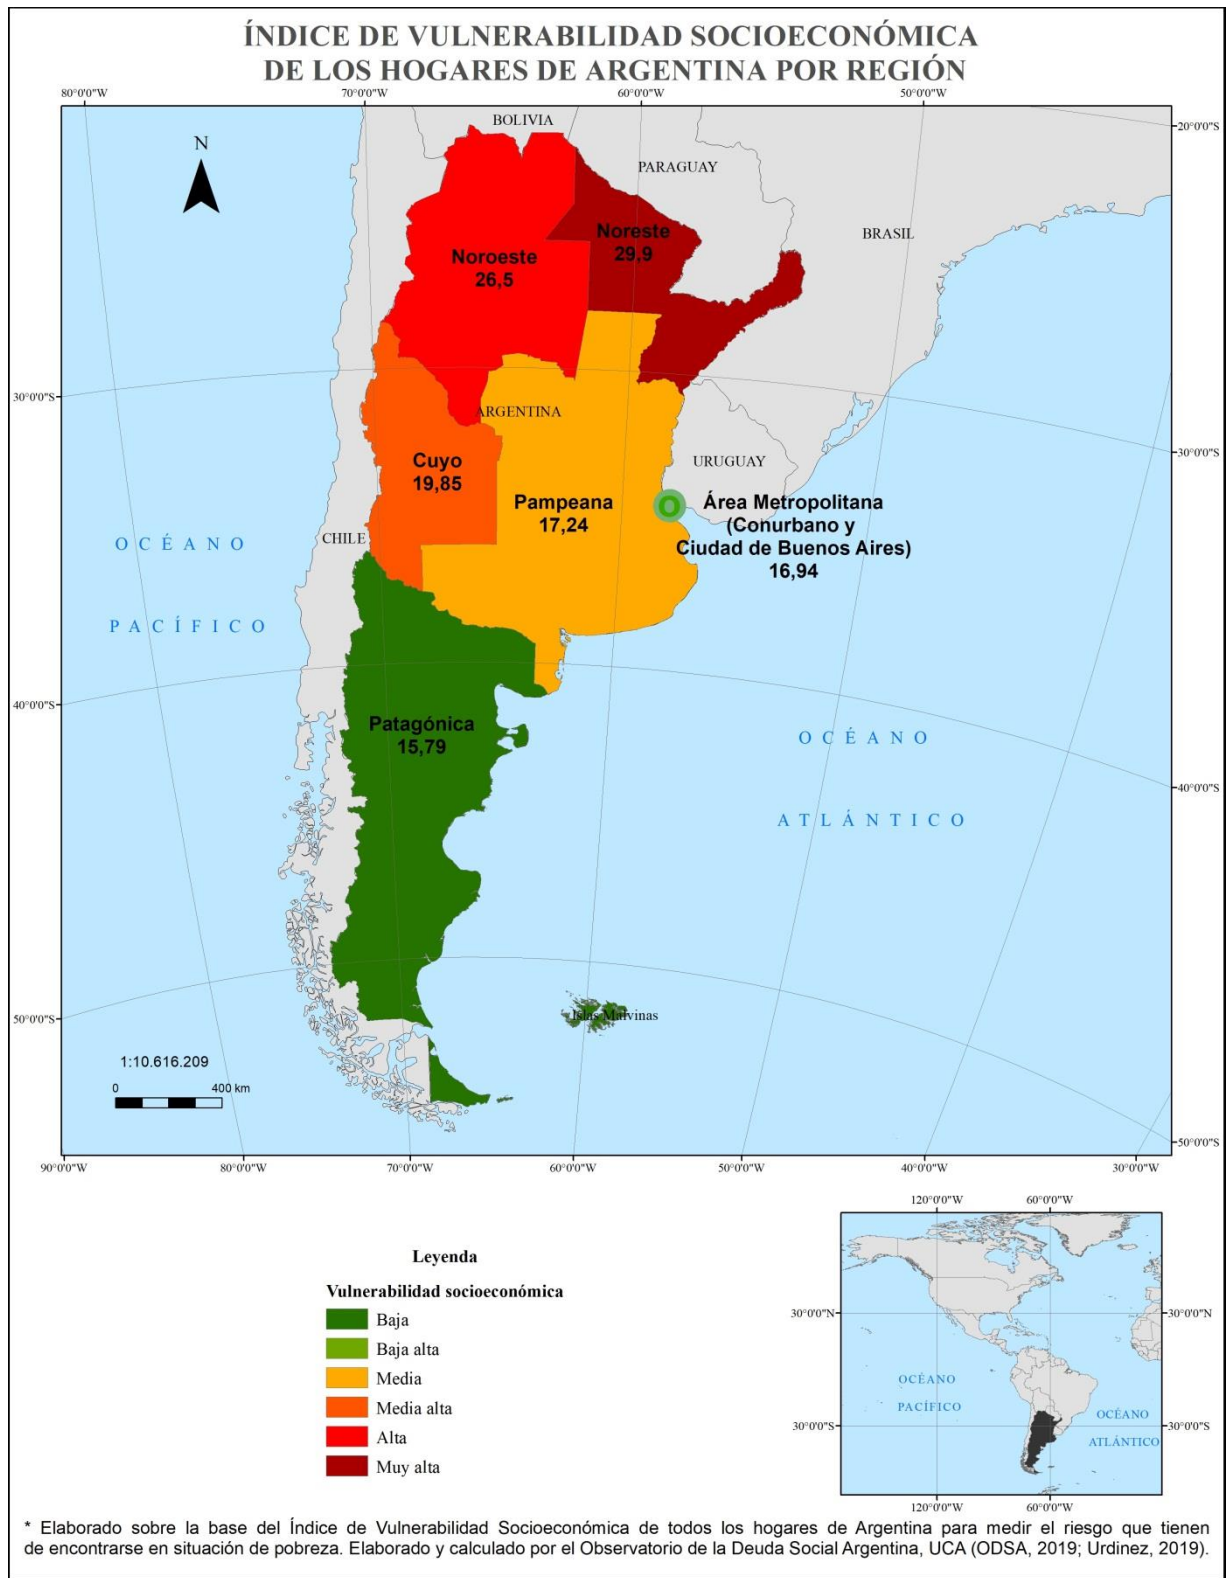 ÍNDICE DE VULNERABILIDAD SOCIOECONÓMICA
DE LOS HOGARES DE ARGENTINA POR REGIÓN
80°0'0"W 70°0'0"W 60°0'0"W 50°0'0"W
N
BOLIVIA
20°0'0"S
PARAGUAY
BRASIL
Noreste
29,9
Noroeste
26,5
30°0'0"S
ARGENTINA
30°0'0"S
URUGUAY
Cuyo
19,85
Pampeana
17,24
Área Metropolitana
(Conurbano y
Ciudad de Buenos Aires)
16,94
CHILE
OCÉANO
PACÍFICO
40°0'0"S
Patagónica
15,79
OCÉANO
ATLÁNTICO
40°0'0"S
50°0'0"S
Islas Malvinas
1:10.616.209
0 400 km
50°0'0"S
90°0'0"W 80°0'0"W 70°0'0"W 60°0'0"W 50°0'0"W 40°0'0"W 30°0'0"W
Leyenda
Vulnerabilidad socioeconómica
Baja
Baja alta
Media
Media alta
Alta
Muy alta
120°0'0"W 60°0'0"W
30°0'0"N 30°0'0"N
OCÉANO
PACÍFICO
OCÉANO
ATLÁNTICO
30°0'0"S 30°0'0"S
120°0'0"W 60°0'0"W
* Elaborado sobre la base del Índice de Vulnerabilidad Socioeconómica de todos los hogares de Argentina para medir el riesgo que tienen
de encontrarse en situación de pobreza. Elaborado y calculado por el Observatorio de la Deuda Social Argentina, UCA (ODSA, 2019; Urdinez, 2019).